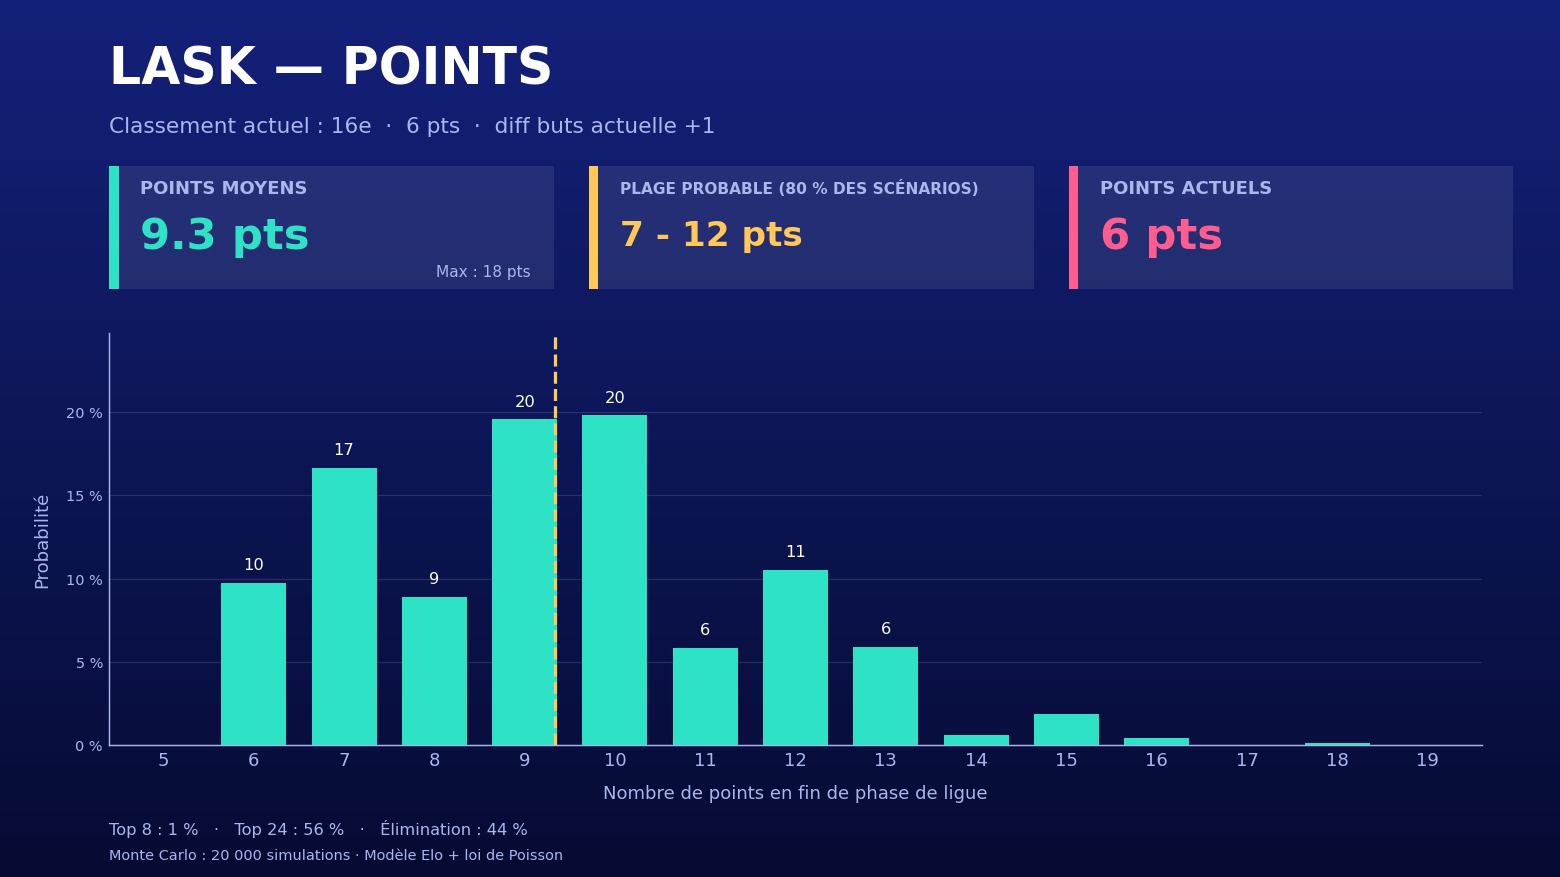 LASK — POINTS
Classement actuel : 16e · 6 pts · diff buts actuelle +1
POINTS MOYENS
9.3 pts
Max : 18 pts
PLAGE PROBABLE (80 % DES SCÉNARIOS)
7 - 12 pts
POINTS ACTUELS
6 pts
Probabilité
20 %
15 %
10 %
5 %
0 %
10
17
9
20
20
6
11
6
5 6 7 8 9 10 11 12 13 14 15 16 17 18 19
Nombre de points en fin de phase de ligue
Top 8 : 1 % · Top 24 : 56 % · Élimination : 44 %
Monte Carlo : 20 000 simulations · Modèle Elo + loi de Poisson